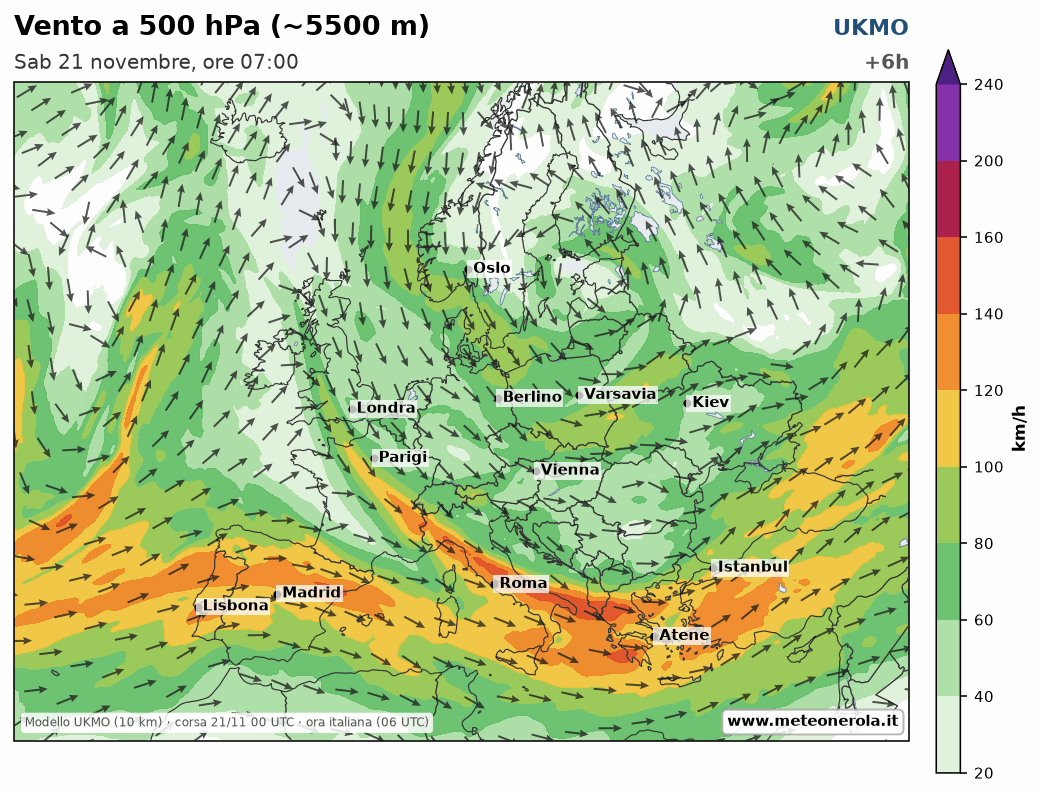 Vento a 500 hPa (~5500 m)
UKMO
Sab 21 novembre, ore 07:00
+6h
240
200
160
140
120
100
80
60
40
20
km/h
Oslo
Londra
Berlino
Varsavia
Kiev
Parigi
Vienna
Istanbul
Roma
Madrid
Lisbona
Atene
Modello UKMO (10 km) · corsa 21/11 00 UTC · ora italiana (06 UTC)
www.meteonerola.it